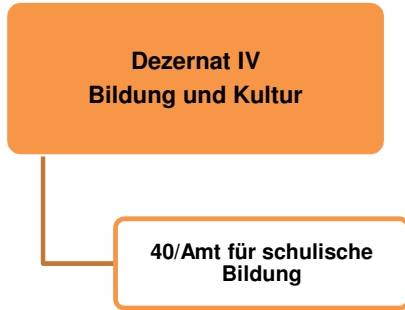 Dezernat IV
Bildung und Kultur
40/Amt für schulische
Bildung